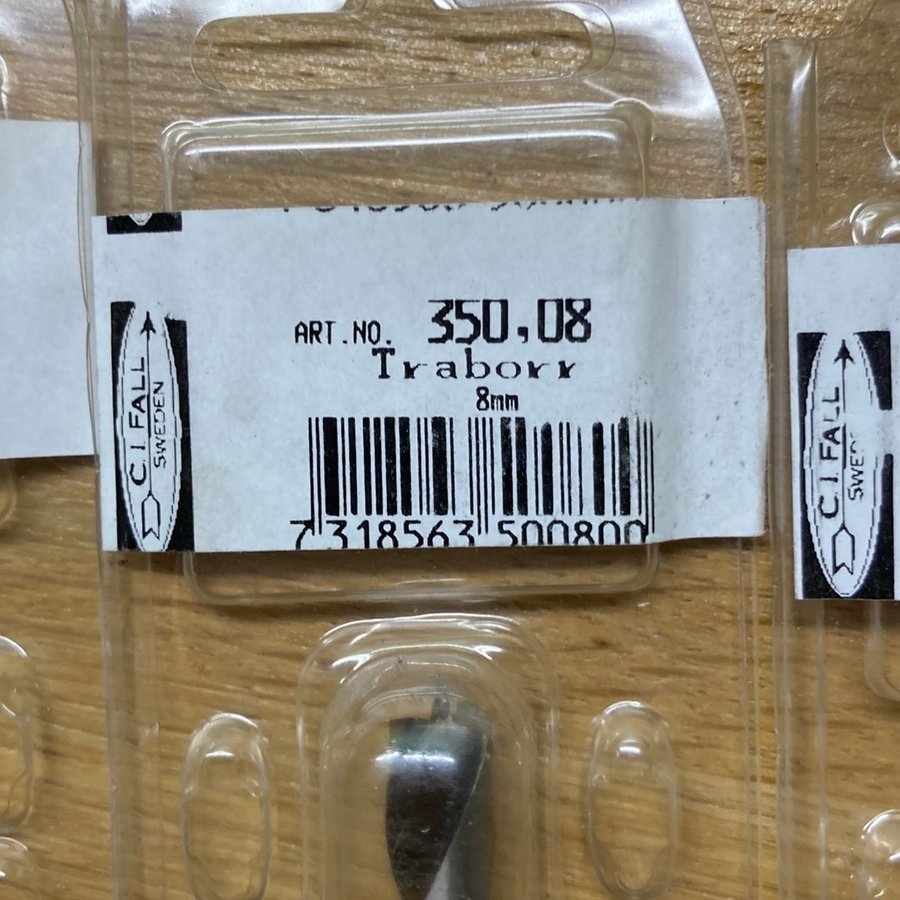 ART.NO. 350,08
Traborr
8mm
7 318563 500800
C.I.FALL
SWEDEN
C.I.FALL